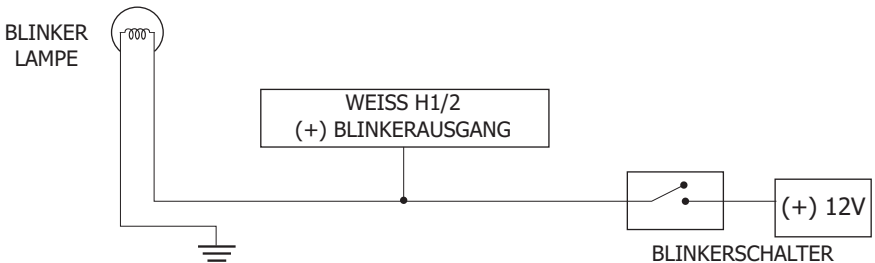 BLINKER
LAMPE
WEISS H1/2
(+) BLINKERAUSGANG
(+) 12V
BLINKERSCHALTER